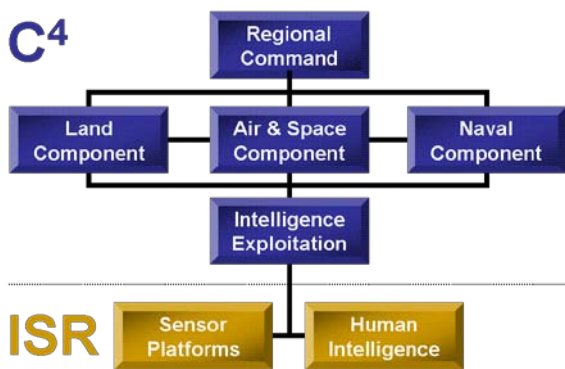 C4
Regional
Command
Land
Component
Air & Space
Component
Naval
Component
Intelligence
Exploitation
ISR
Sensor
Platforms
Human
Intelligence